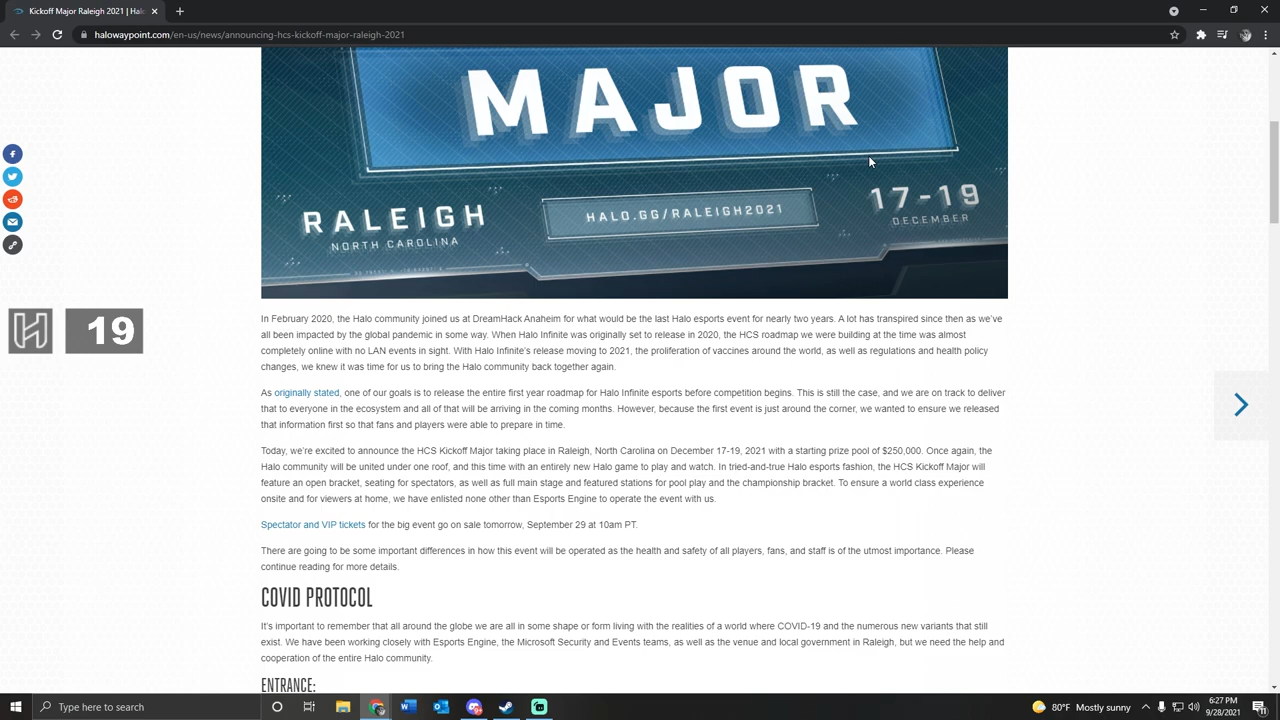 Kickoff Major Raleigh 2021 | Halo
halowaypoint.com/en-us/news/announcing-hcs-kickoff-major-raleigh-2021
MAJOR
RALEIGH
NORTH CAROLINA
HALO.GG/RALEIGH2021
17-19
DECEMBER
H 19
In February 2020, the Halo community joined us at DreamHack Anaheim for what would be the last Halo esports event for nearly two years. A lot has transpired since then as we've
all been impacted by the global pandemic in some way. When Halo Infinite was originally set to release in 2020, the HCS roadmap we were building at the time was almost
completely online with no LAN events in sight. With Halo Infinite's release moving to 2021, the proliferation of vaccines around the world, as well as regulations and health policy
changes, we knew it was time for us to bring the Halo community back together again.
As originally stated, one of our goals is to release the entire first year roadmap for Halo Infinite esports before competition begins. This is still the case, and we are on track to deliver
that to everyone in the ecosystem and all of that will be arriving in the coming months. However, because the first event is just around the corner, we wanted to ensure we released
that information first so that fans and players were able to prepare in time.
Today, we're excited to announce the HCS Kickoff Major taking place in Raleigh, North Carolina on December 17-19, 2021 with a starting prize pool of $250,000. Once again, the
Halo community will be united under one roof, and this time with an entirely new Halo game to play and watch. In tried-and-true Halo esports fashion, the HCS Kickoff Major will
feature an open bracket, seating for spectators, as well as full main stage and featured stations for pool play and the championship bracket. To ensure a world class experience
onsite and for viewers at home, we have enlisted none other than Esports Engine to operate the event with us.
Spectator and VIP tickets for the big event go on sale tomorrow, September 29 at 10am PT.
There are going to be some important differences in how this event will be operated as the health and safety of all players, fans, and staff is of the utmost importance. Please
continue reading for more details.
COVID PROTOCOL
It's important to remember that all around the globe we are all in some shape or form living with the realities of a world where COVID-19 and the numerous new variants that still
exist. We have been working closely with Esports Engine, the Microsoft Security and Events teams, as well as the venue and local government in Raleigh, but we need the help and
cooperation of the entire Halo community.
ENTRANCE:
Type here to search
80°F Mostly sunny
6:27 PM
9/28/2021